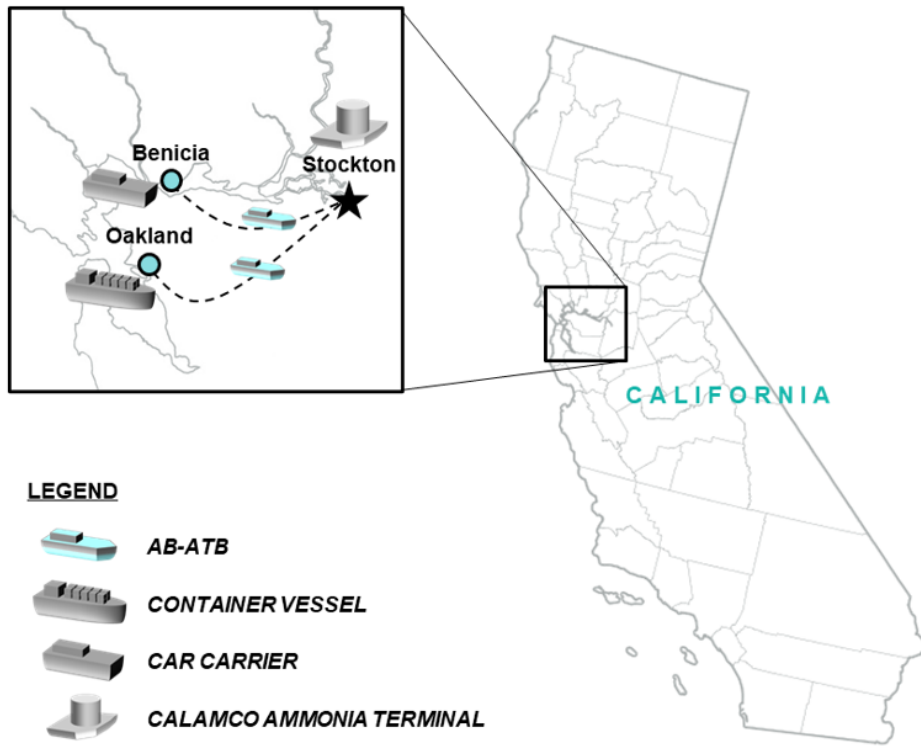 Benicia
Stockton
Oakland
CALIFORNIA
LEGEND
AB-ATB
CONTAINER VESSEL
CAR CARRIER
CALAMCO AMMONIA TERMINAL